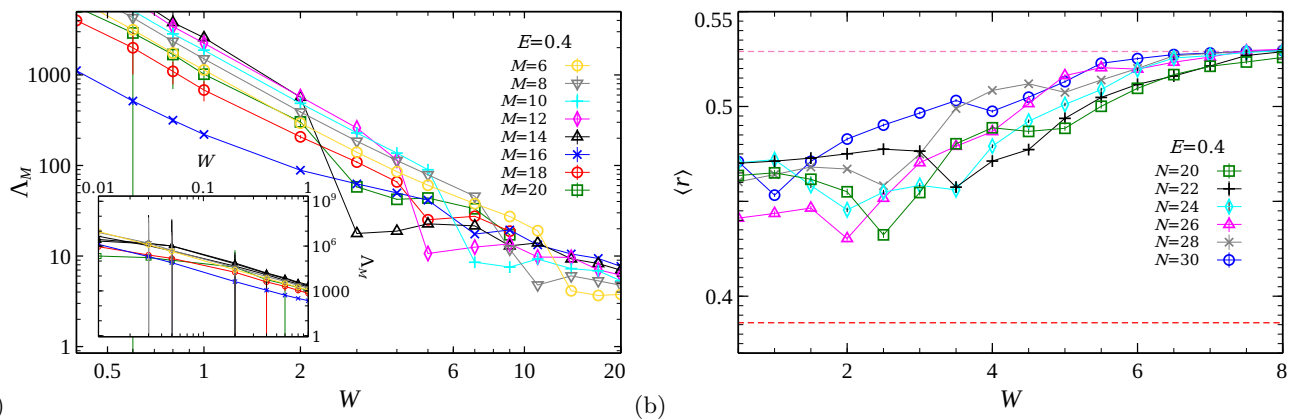 E=0.4
M=6
M=8
M=10
M=12
M=14
M=16
M=18
M=20
1000
100
10
1
Λ_M
0.5 1 2 6 10 20
W
W
0.01 0.1 1
10^9
10^6
1000
1
Λ_M
)
(b)
0.55
0.5
0.4
⟨r⟩
E=0.4
N=20
N=22
N=24
N=26
N=28
N=30
2 4 6 8
W